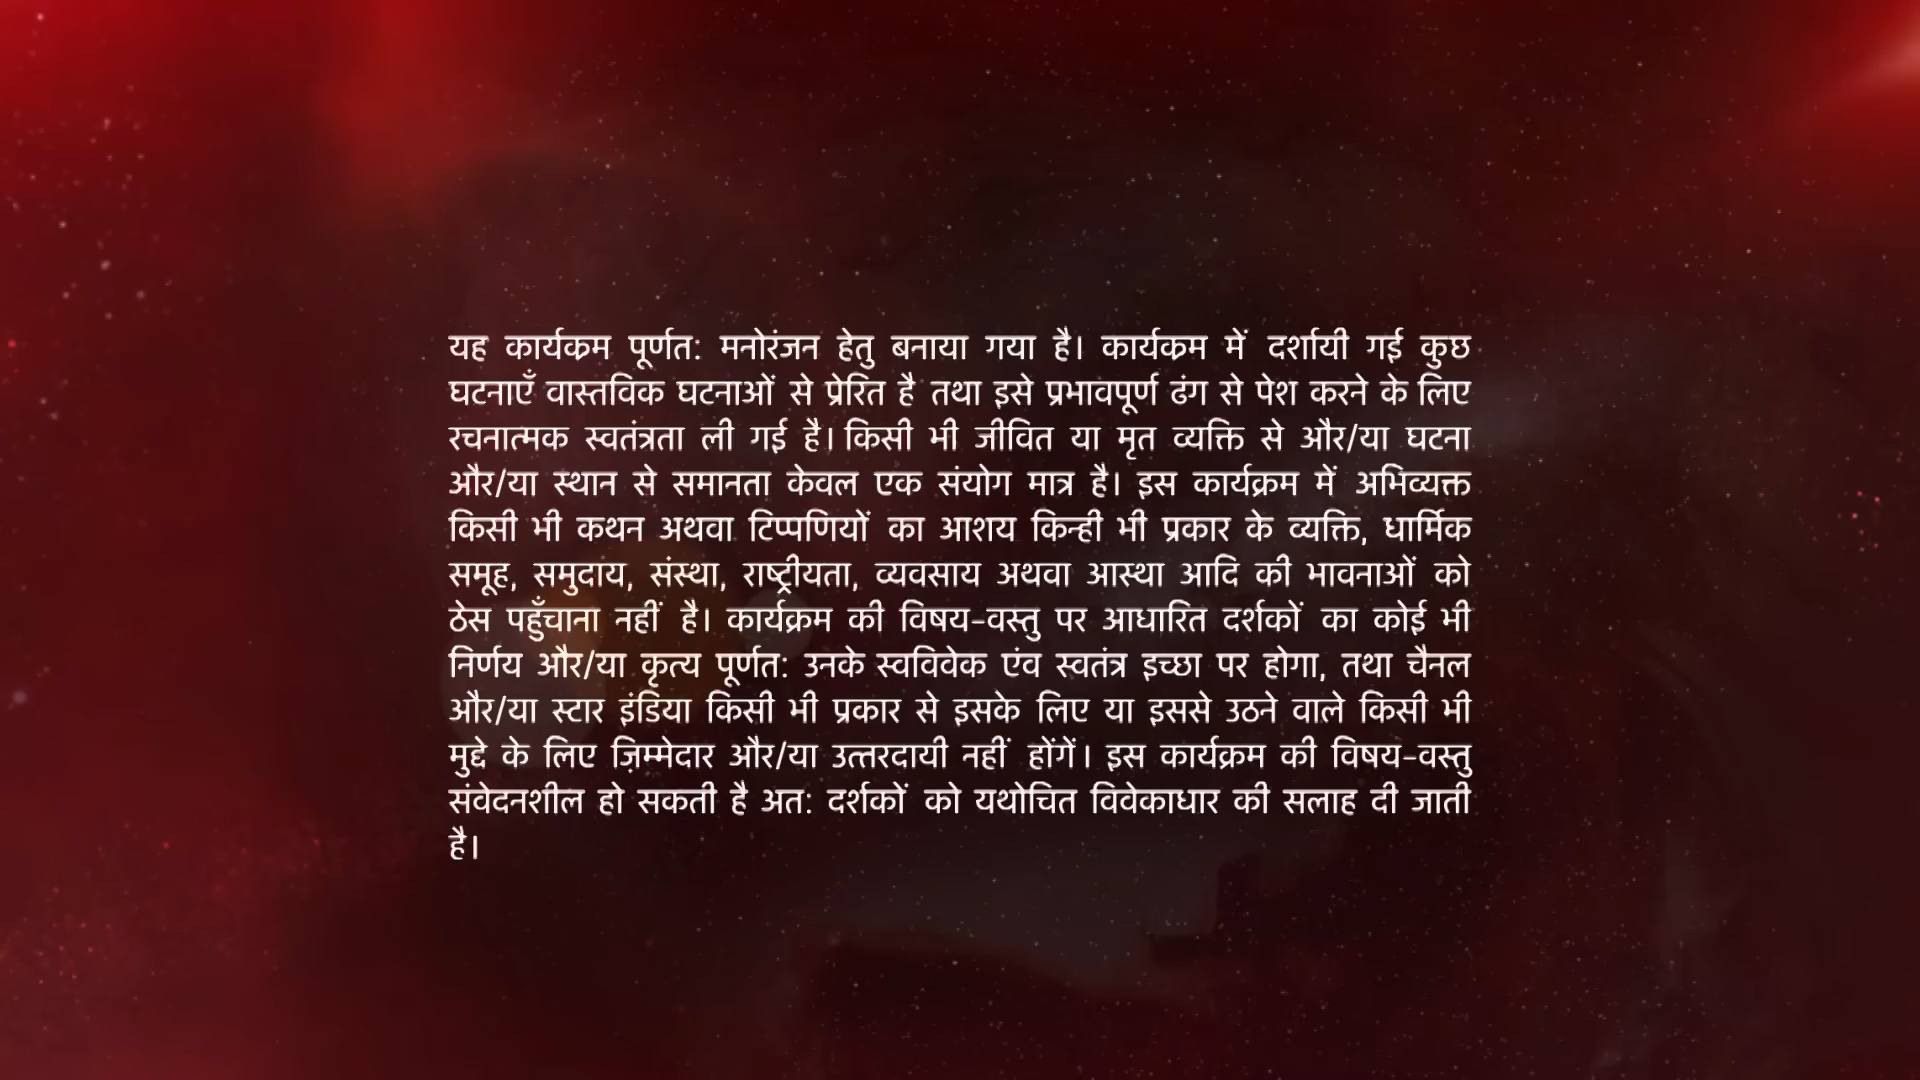 यह कार्यक्रम पूर्णत: मनोरंजन हेतु बनाया गया है। कार्यक्रम में दर्शायी गई कुछ
घटनाएँ वास्तविक घटनाओं से प्रेरित है तथा इसे प्रभावपूर्ण ढंग से पेश करने के लिए
रचनात्मक स्वतंत्रता ली गई है। किसी भी जीवित या मृत व्यक्ति से और/या घटना
और/या स्थान से समानता केवल एक संयोग मात्र है। इस कार्यक्रम में अभिव्यक्त
किसी भी कथन अथवा टिप्पणियों का आशय किन्ही भी प्रकार के व्यक्ति, धार्मिक
समूह, समुदाय, संस्था, राष्ट्रीयता, व्यवसाय अथवा आस्था आदि की भावनाओं को
ठेस पहुँचाना नहीं है। कार्यक्रम की विषय-वस्तु पर आधारित दर्शकों का कोई भी
निर्णय और/या कृत्य पूर्णत: उनके स्वविवेक एंव स्वतंत्र इच्छा पर होगा, तथा चैनल
और/या स्टार इंडिया किसी भी प्रकार से इसके लिए या इससे उठने वाले किसी भी
मुद्दे के लिए ज़िम्मेदार और/या उत्तरदायी नहीं होंगें। इस कार्यक्रम की विषय-वस्तु
संवेदनशील हो सकती है अत: दर्शकों को यथोचित विवेकाधार की सलाह दी जाती
है।